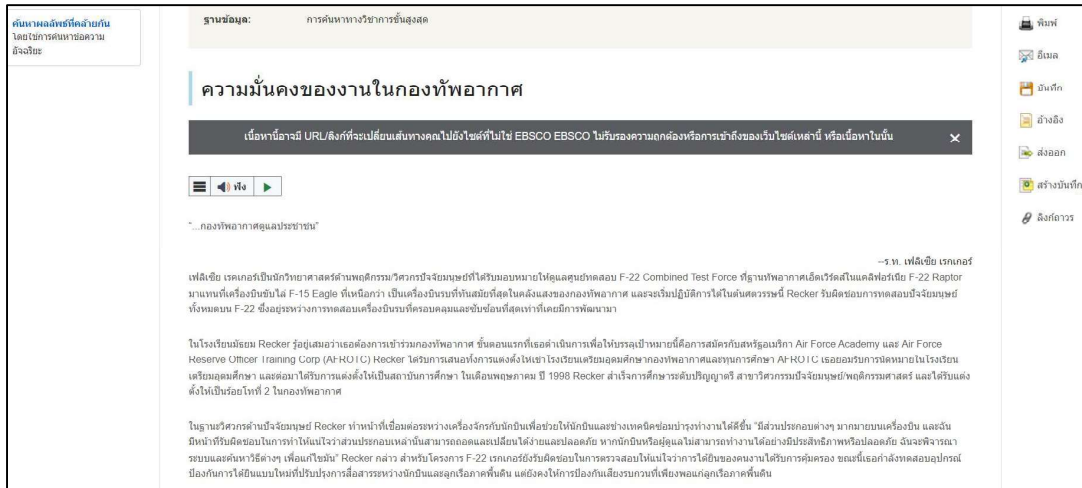 ค้นหาผลลัพธ์ที่คล้ายกัน
โดยใช้การค้นหาข้อความ
อัจฉริยะ
ฐานข้อมูล: การค้นหาทางวิชาการขั้นสูงสุด
ความมั่นคงของงานในกองทัพอากาศ
เนื้อหานี้อาจมี URL/ลิงก์ที่จะเปลี่ยนเส้นทางคุณไปยังไซต์ที่ไม่ใช่ EBSCO EBSCO ไม่รับรองความถูกต้องหรือการเข้าถึงของเว็บไซต์เหล่านี้ หรือเนื้อหาในนั้น ×
ฟัง
"...กองทัพอากาศดูแลประชาชน"
--ร.ท. เฟลิเซีย เรกเกอร์
เฟลิเซีย เรคเกอร์เป็นนักวิทยาศาสตร์ด้านพฤติกรรม/วิศวกรปัจจัยมนุษย์ที่ได้รับมอบหมายให้ดูแลศูนย์ทดสอบ F-22 Combined Test Force ที่ฐานทัพอากาศเอ็ดเวิร์ดส์ในแคลิฟอร์เนีย F-22 Raptor
มาแทนที่เครื่องบินขับไล่ F-15 Eagle ที่เหนือกว่า เป็นเครื่องบินรบที่ทันสมัยที่สุดในคลังแสงของกองทัพอากาศ และจะเริ่มปฏิบัติการได้ในต้นศตวรรษนี้ Recker รับผิดชอบการทดสอบปัจจัยมนุษย์
ทั้งหมดบน F-22 ซึ่งอยู่ระหว่างการทดสอบเครื่องบินรบที่ครอบคลุมและซับซ้อนที่สุดเท่าที่เคยมีการพัฒนามา
ในโรงเรียนมัธยม Recker รู้อยู่เสมอว่าเธอต้องการเข้าร่วมกองทัพอากาศ ขั้นตอนแรกที่เธอดำเนินการเพื่อให้บรรลุเป้าหมายนี้คือการสมัครกับสหรัฐอเมริกา Air Force Academy และ Air Force
Reserve Officer Training Corp (AFROTC) Recker ได้รับการเสนอทั้งการแต่งตั้งให้เข้าโรงเรียนเตรียมอุดมศึกษากองทัพอากาศและทุนการศึกษา AFROTC เธอยอมรับการนัดหมายในโรงเรียน
เตรียมอุดมศึกษา และต่อมาได้รับการแต่งตั้งให้เป็นสถาบันการศึกษา ในเดือนพฤษภาคม ปี 1998 Recker สำเร็จการศึกษาระดับปริญญาตรี สาขาวิศวกรรมปัจจัยมนุษย์/พฤติกรรมศาสตร์ และได้รับแต่ง
ตั้งให้เป็นร้อยโทที่ 2 ในกองทัพอากาศ
ในฐานะวิศวกรด้านปัจจัยมนุษย์ Recker ทำหน้าที่เชื่อมต่อระหว่างเครื่องจักรกับนักบินเพื่อช่วยให้นักบินและช่างเทคนิคซ่อมบำรุงทำงานได้ดีขึ้น "มีส่วนประกอบต่างๆ มากมายบนเครื่องบิน และฉัน
มีหน้าที่รับผิดชอบในการทำให้แน่ใจว่าส่วนประกอบเหล่านั้นสามารถถอดและเปลี่ยนได้ง่ายและปลอดภัย หากนักบินหรือผู้ดูแลไม่สามารถทำงานได้อย่างมีประสิทธิภาพหรือปลอดภัย ฉันจะพิจารณา
ระบบและค้นหาวิธีต่างๆ เพื่อแก้ไขมัน" Recker กล่าว สำหรับโครงการ F-22 เรกเกอร์ยังรับผิดชอบในการตรวจสอบให้แน่ใจว่าการได้ยินของคนงานได้รับการคุ้มครอง ขณะนี้เธอกำลังทดสอบอุปกรณ์
ป้องกันการได้ยินแบบใหม่ที่ปรับปรุงการสื่อสารระหว่างนักบินและลูกเรือภาคพื้นดิน แต่ยังคงให้การป้องกันเสียงรบกวนที่เพียงพอแก่ลูกเรือภาคพื้นดิน
พิมพ์
อีเมล
บันทึก
อ้างอิง
ส่งออก
สร้างบันทึก
ลิงก์ถาวร